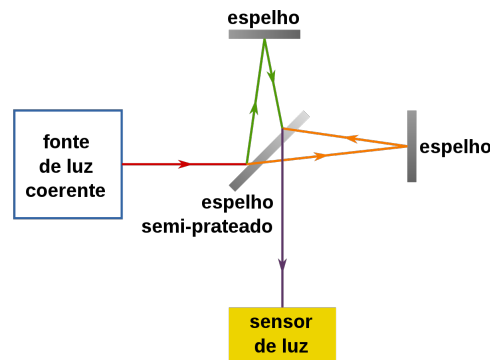 espelho
fonte
de luz
coerente
espelho
espelho
semi-prateado
sensor
de luz